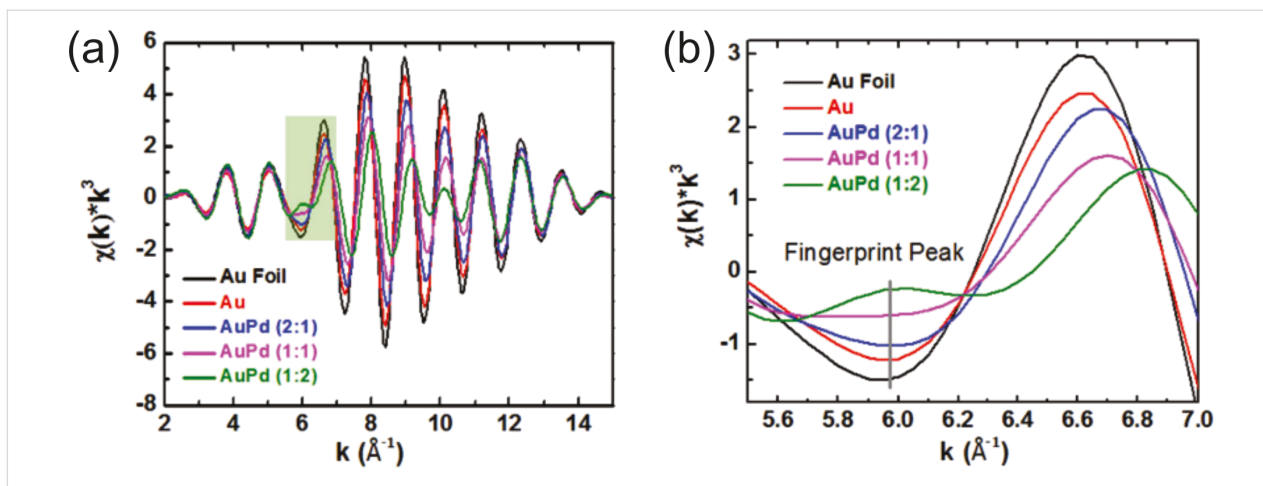 (a)
6
4
2
0
-2
-4
-6
-8
χ(k)*k³
Au Foil
Au
AuPd (2:1)
AuPd (1:1)
AuPd (1:2)
2 4 6 8 10 12 14
k (Å⁻¹)
(b)
3
2
1
0
-1
χ(k)*k³
Au Foil
Au
AuPd (2:1)
AuPd (1:1)
AuPd (1:2)
Fingerprint Peak
5.6 5.8 6.0 6.2 6.4 6.6 6.8 7.0
k (Å⁻¹)